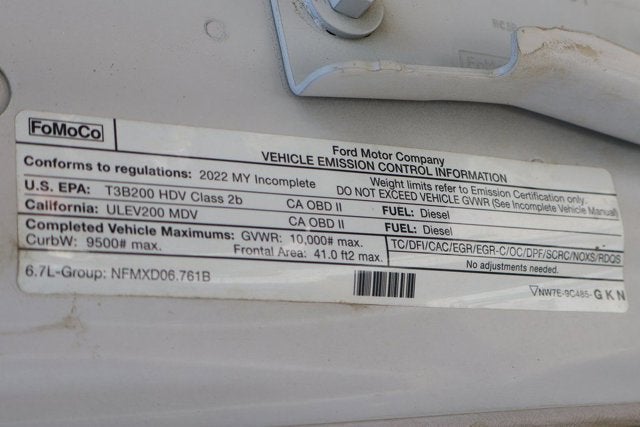 FoMoCo
Ford Motor Company
VEHICLE EMISSION CONTROL INFORMATION
Conforms to regulations: 2022 MY Incomplete
Weight limits refer to Emission Certification only.
DO NOT EXCEED VEHICLE GVWR (See Incomplete Vehicle Manual)
U.S. EPA: T3B200 HDV Class 2b CA OBD II FUEL: Diesel
California: ULEV200 MDV CA OBD II FUEL: Diesel
Completed Vehicle Maximums: GVWR: 10,000# max.
CurbW: 9500# max. Frontal Area: 41.0 ft2 max.
TC/DFI/CAC/EGR/EGR-C/OC/DPF/SCRC/NOXS/RDQS
No adjustments needed.
6.7L-Group: NFMXD06.761B
NW7E-9C485-GKN